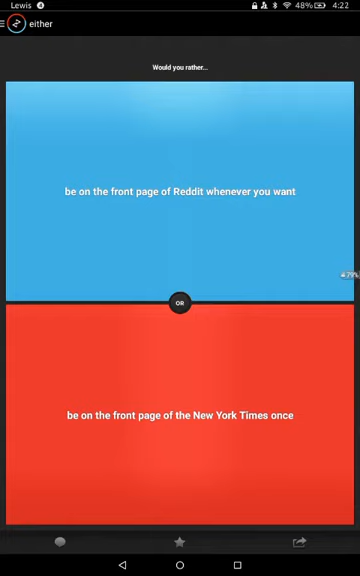 Lewis 48% 4:22
either
Would you rather...
be on the front page of Reddit whenever you want
79%
OR
be on the front page of the New York Times once